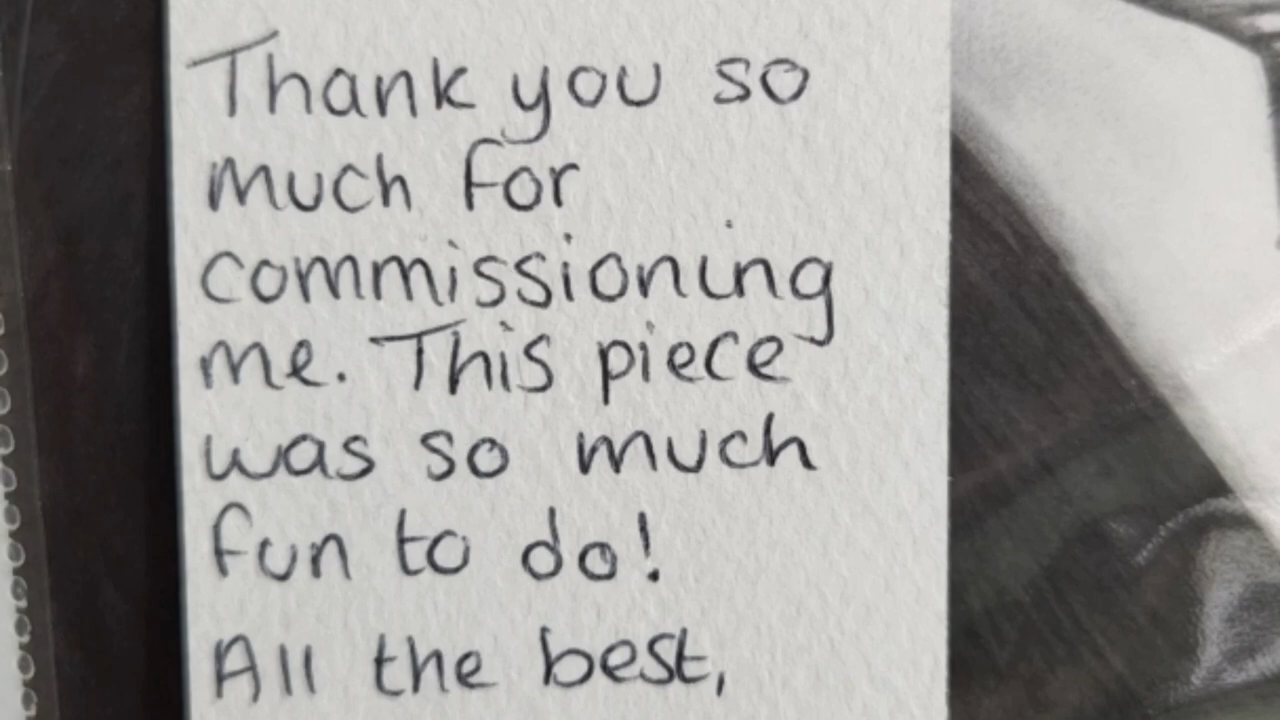 Thank you so
much for
commissioning
me. This piece
was so much
fun to do!
All the best,